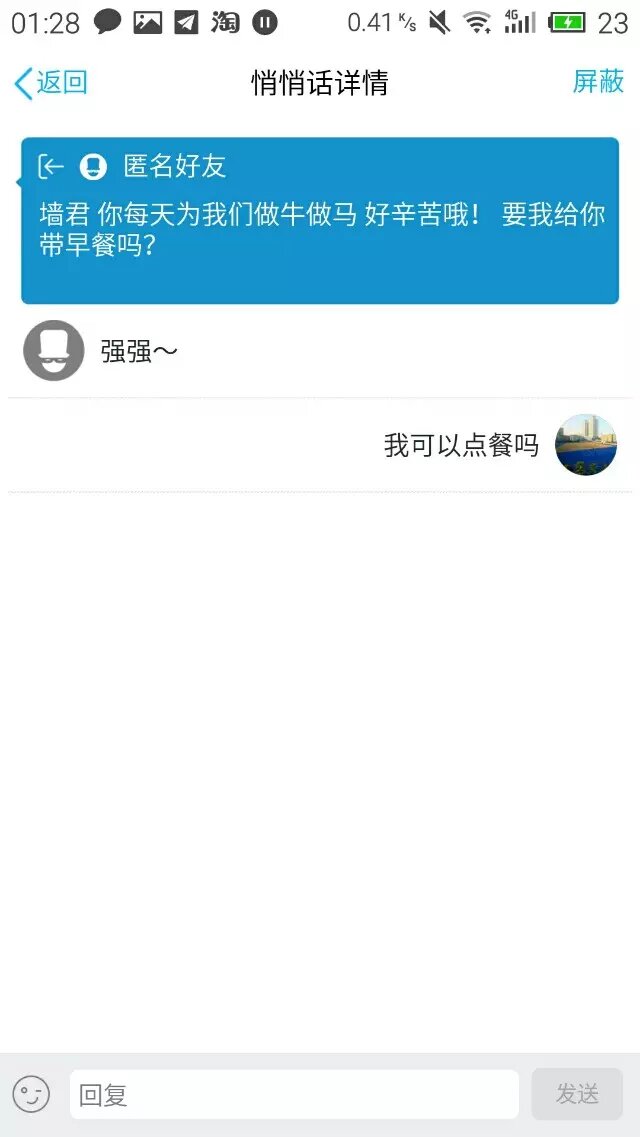 01:28 淘 0.41 K/s 4G 23
返回 悄悄话详情 屏蔽
匿名好友
墙君 你每天为我们做牛做马 好辛苦哦！ 要我给你
带早餐吗？
强强～
我可以点餐吗
回复 发送